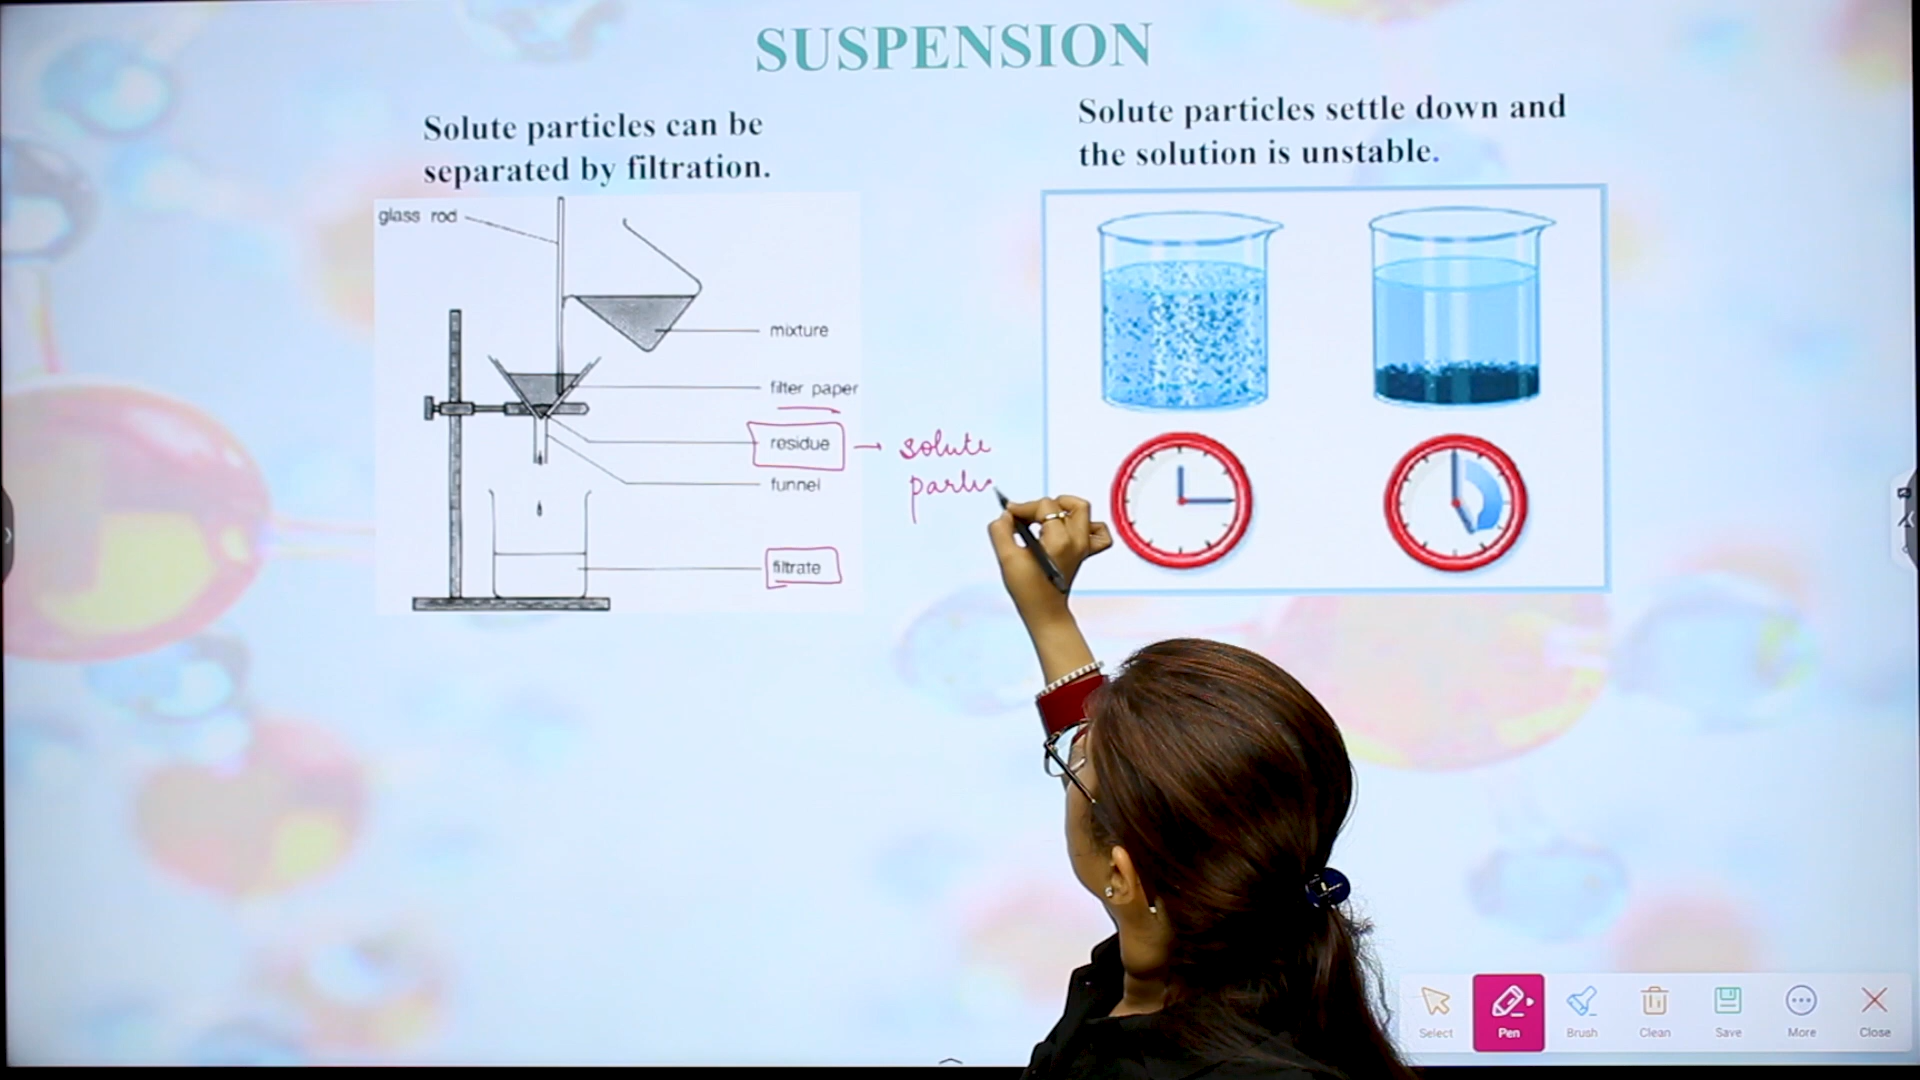 SUSPENSION
Solute particles can be
separated by filtration.
glass rod
mixture
filter paper
residue → solute
funnel
filtrate
Solute particles settle down and
the solution is unstable.
Select
Pen
Brush
Clean
Save
More
Close